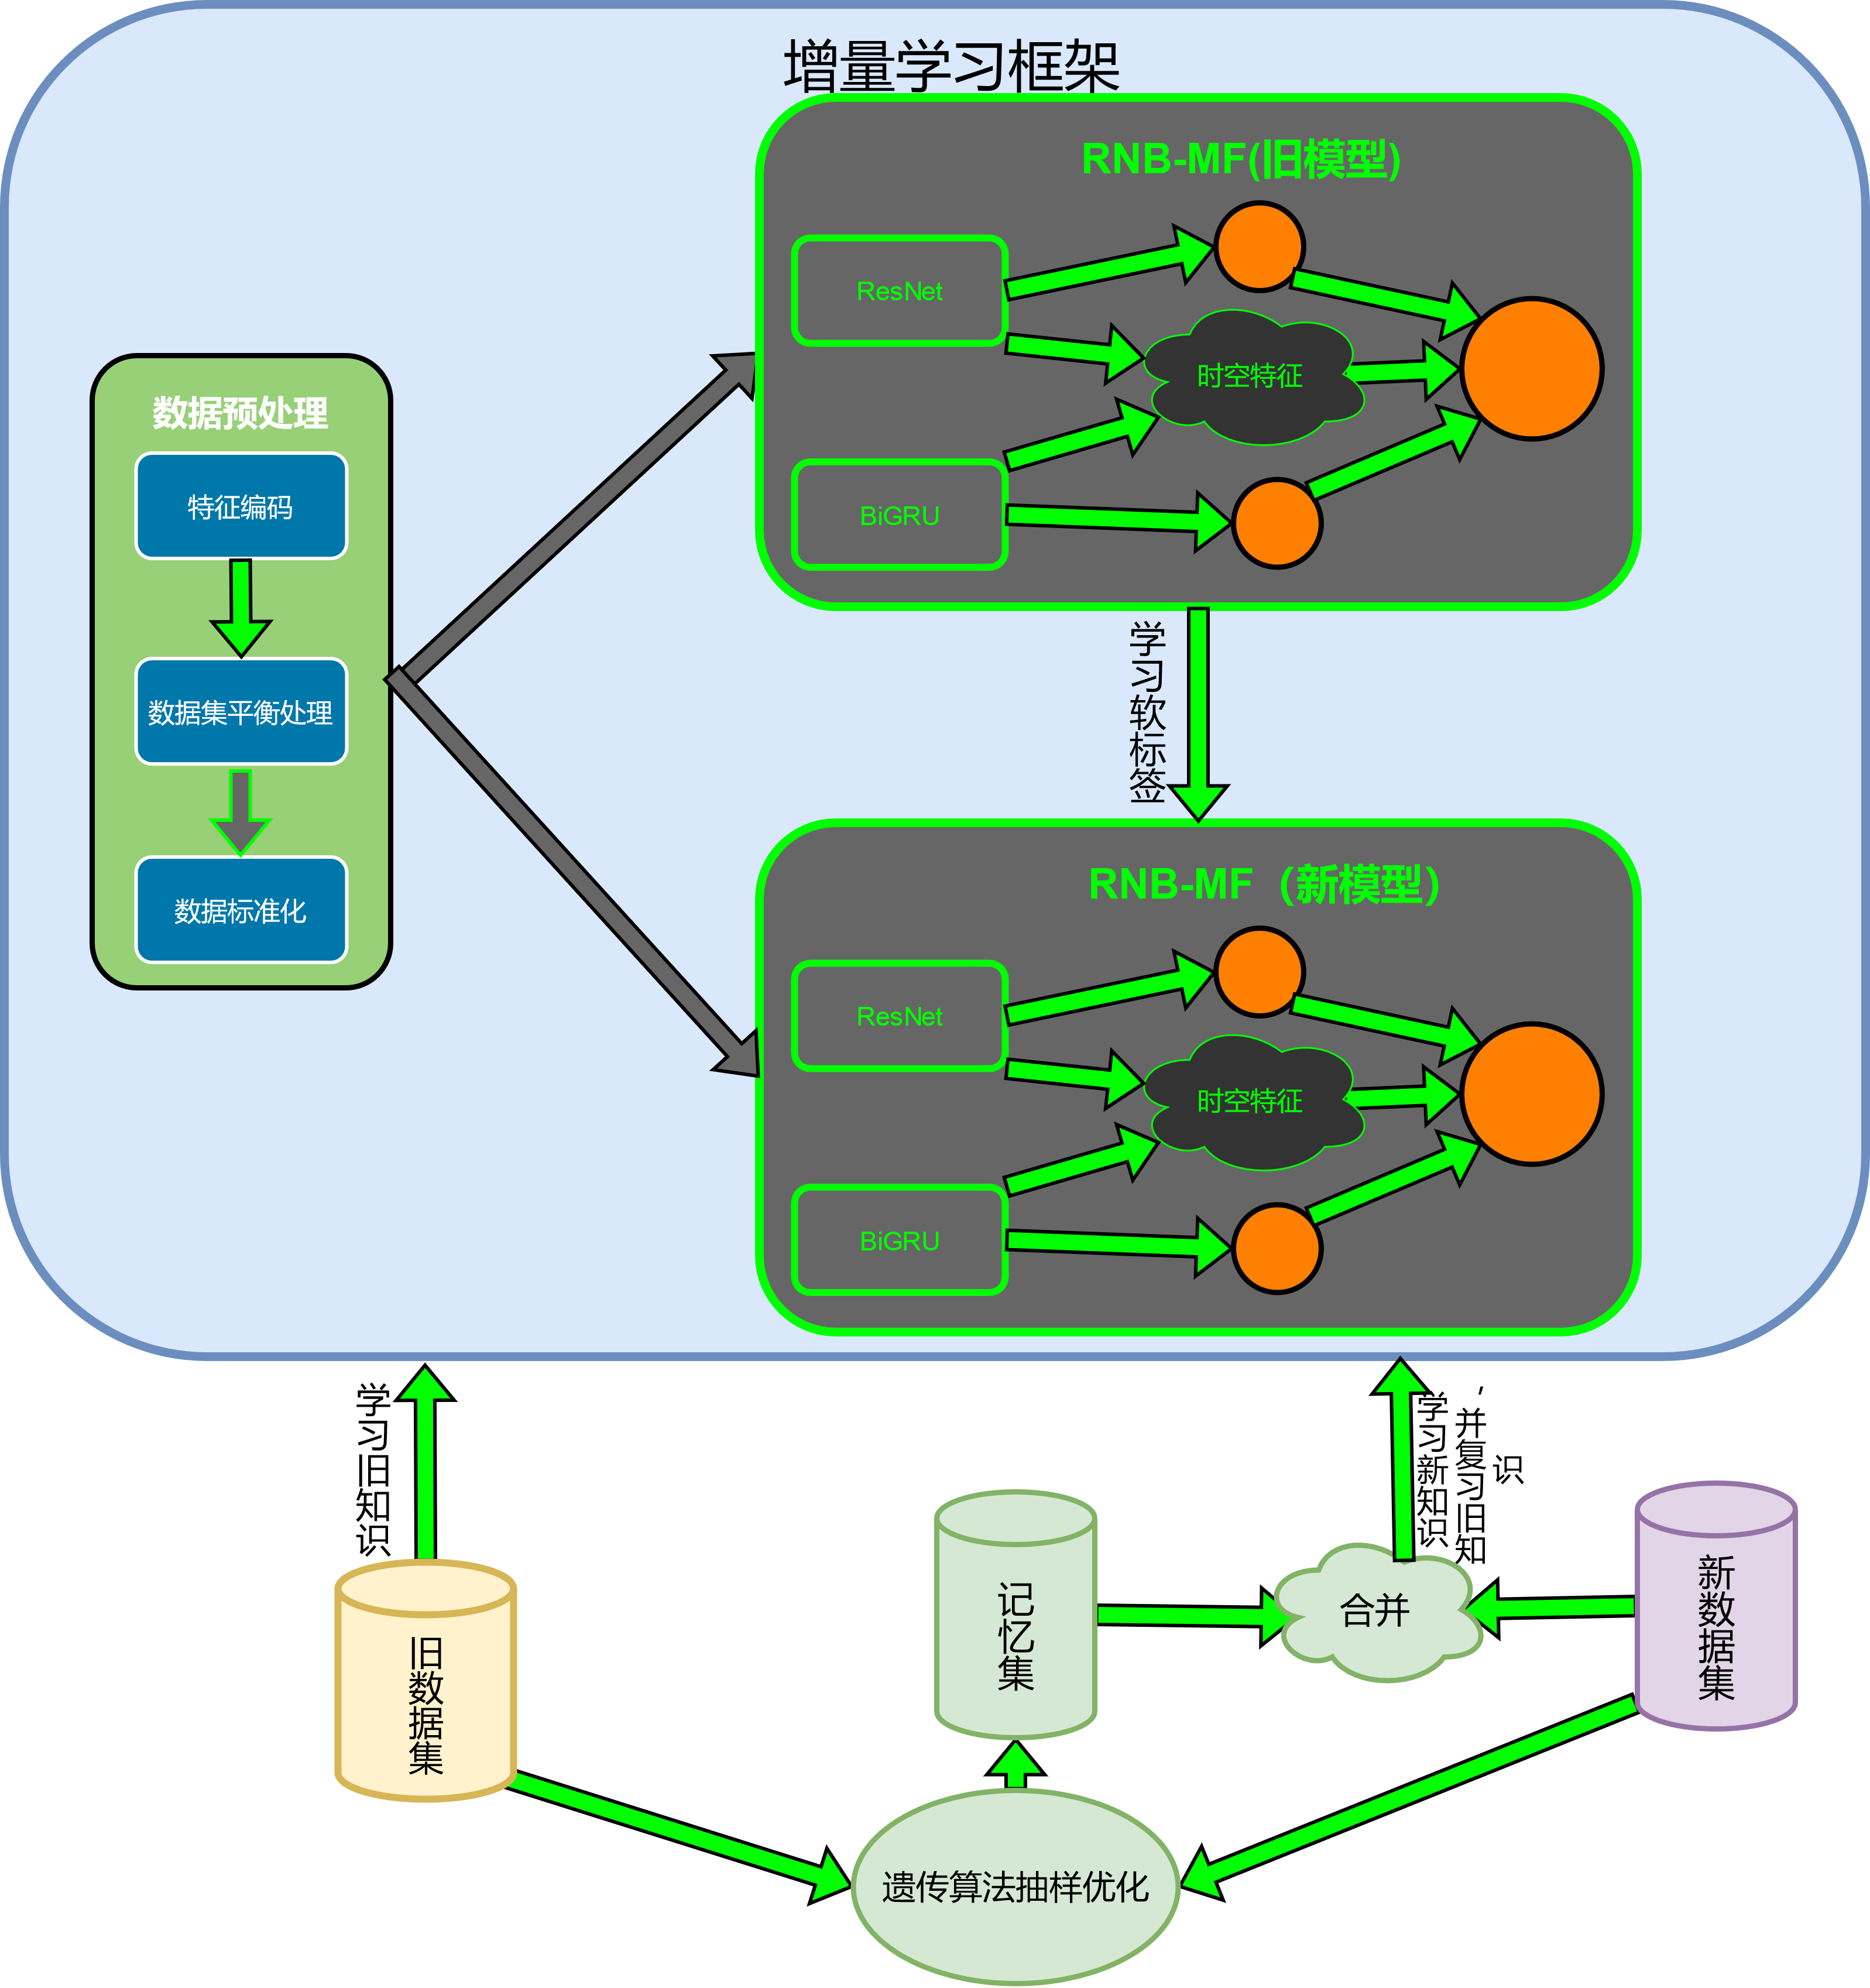 增量学习框架
RNB-MF(旧模型)
ResNet
时空特征
BiGRU
数据预处理
特征编码
数据集平衡处理
数据标准化
学习软标签
RNB-MF (新模型)
ResNet
时空特征
BiGRU
学习旧知识
学习新知识
,并复习旧知
识
旧数据集
记忆集
合并
新数据集
遗传算法抽样优化